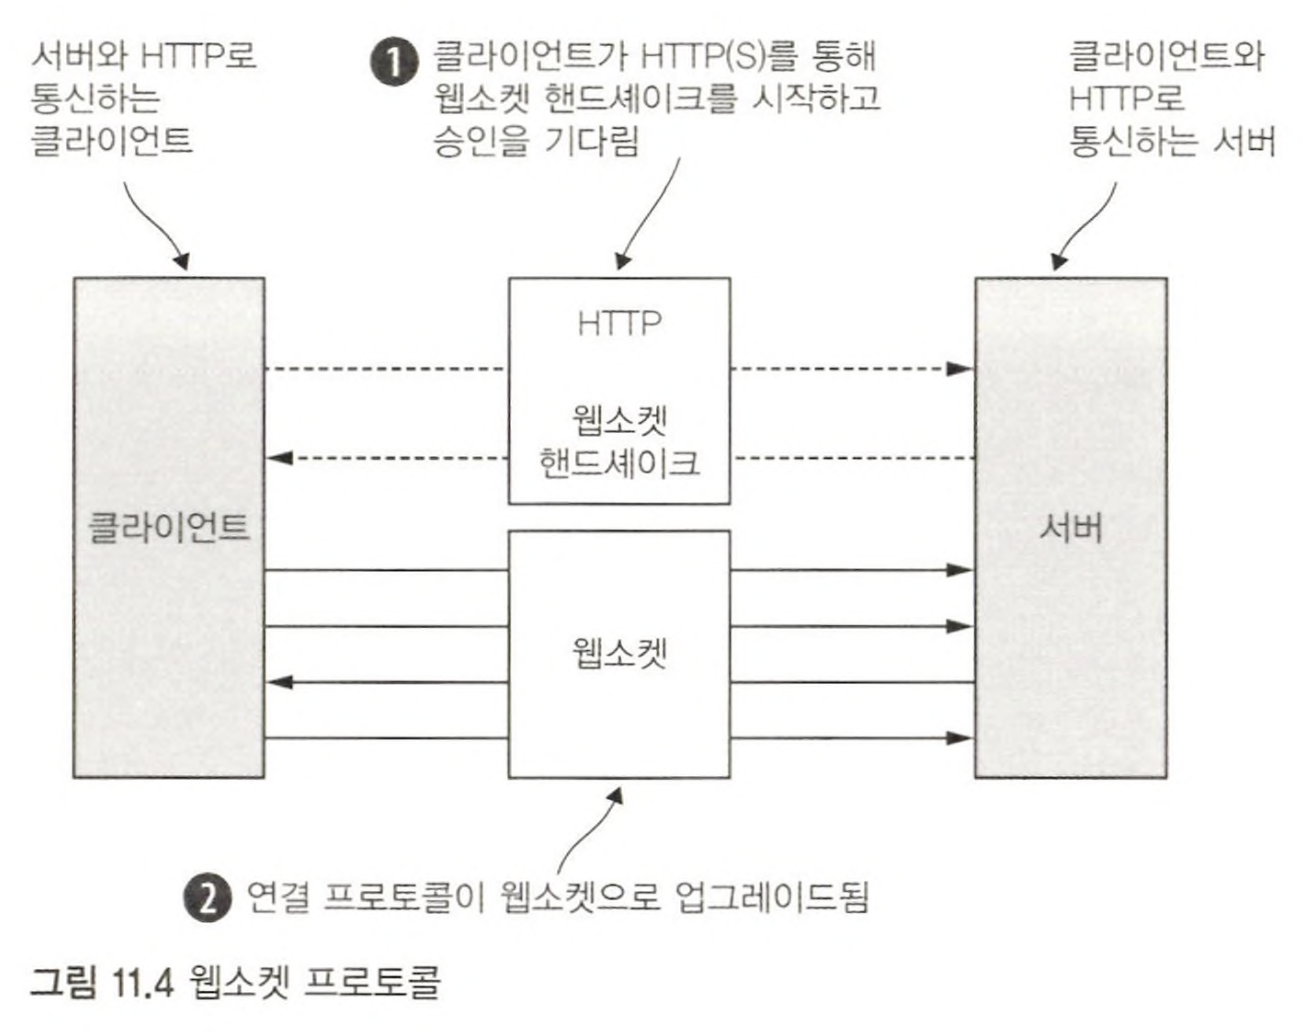 서버와 HTTP로
통신하는
클라이언트
1 클라이언트가 HTTP(S)를 통해
웹소켓 핸드셰이크를 시작하고
승인을 기다림
클라이언트와
HTTP로
통신하는 서버
HTTP
웹소켓
핸드셰이크
클라이언트
서버
웹소켓
2 연결 프로토콜이 웹소켓으로 업그레이드됨
그림 11.4 웹소켓 프로토콜